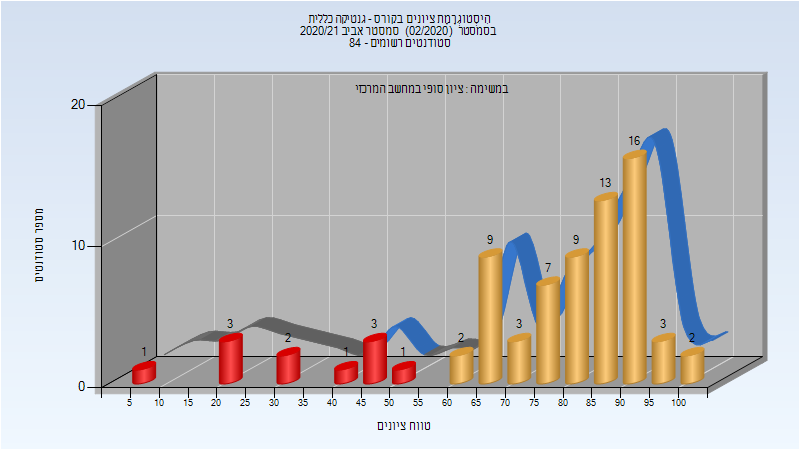 היסטוגרמת ציונים בקורס - גנטיקה כללית
בסמסטר (02/2020) סמסטר אביב 2020/21
סטודנטים רשומים - 84
במשימה : ציון סופי במחשב המרכזי
מספר סטודנטים
20
10
0
1
3
2
1
3
1
2
9
3
7
9
13
16
3
2
5 10 15 20 25 30 35 40 45 50 55 60 65 70 75 80 85 90 95 100
טווח ציונים